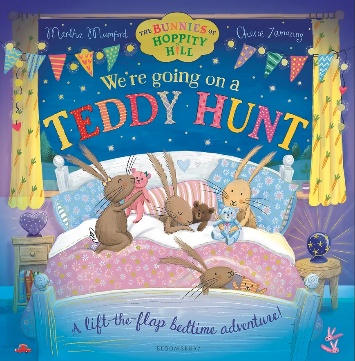 Martha Mumford
THE BUNNIES OF
HOPPITY
HILL
Cherie Zamazing
We're going on a
TEDDY HUNT
A lift-the-flap bedtime adventure!
BLOOMSBURY